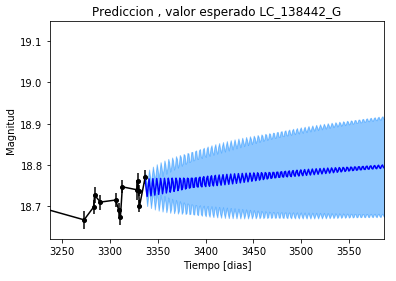 Prediccion , valor esperado LC_138442_G
19.1
19.0
18.9
18.8
18.7
Magnitud
3250 3300 3350 3400 3450 3500 3550
Tiempo [dias]